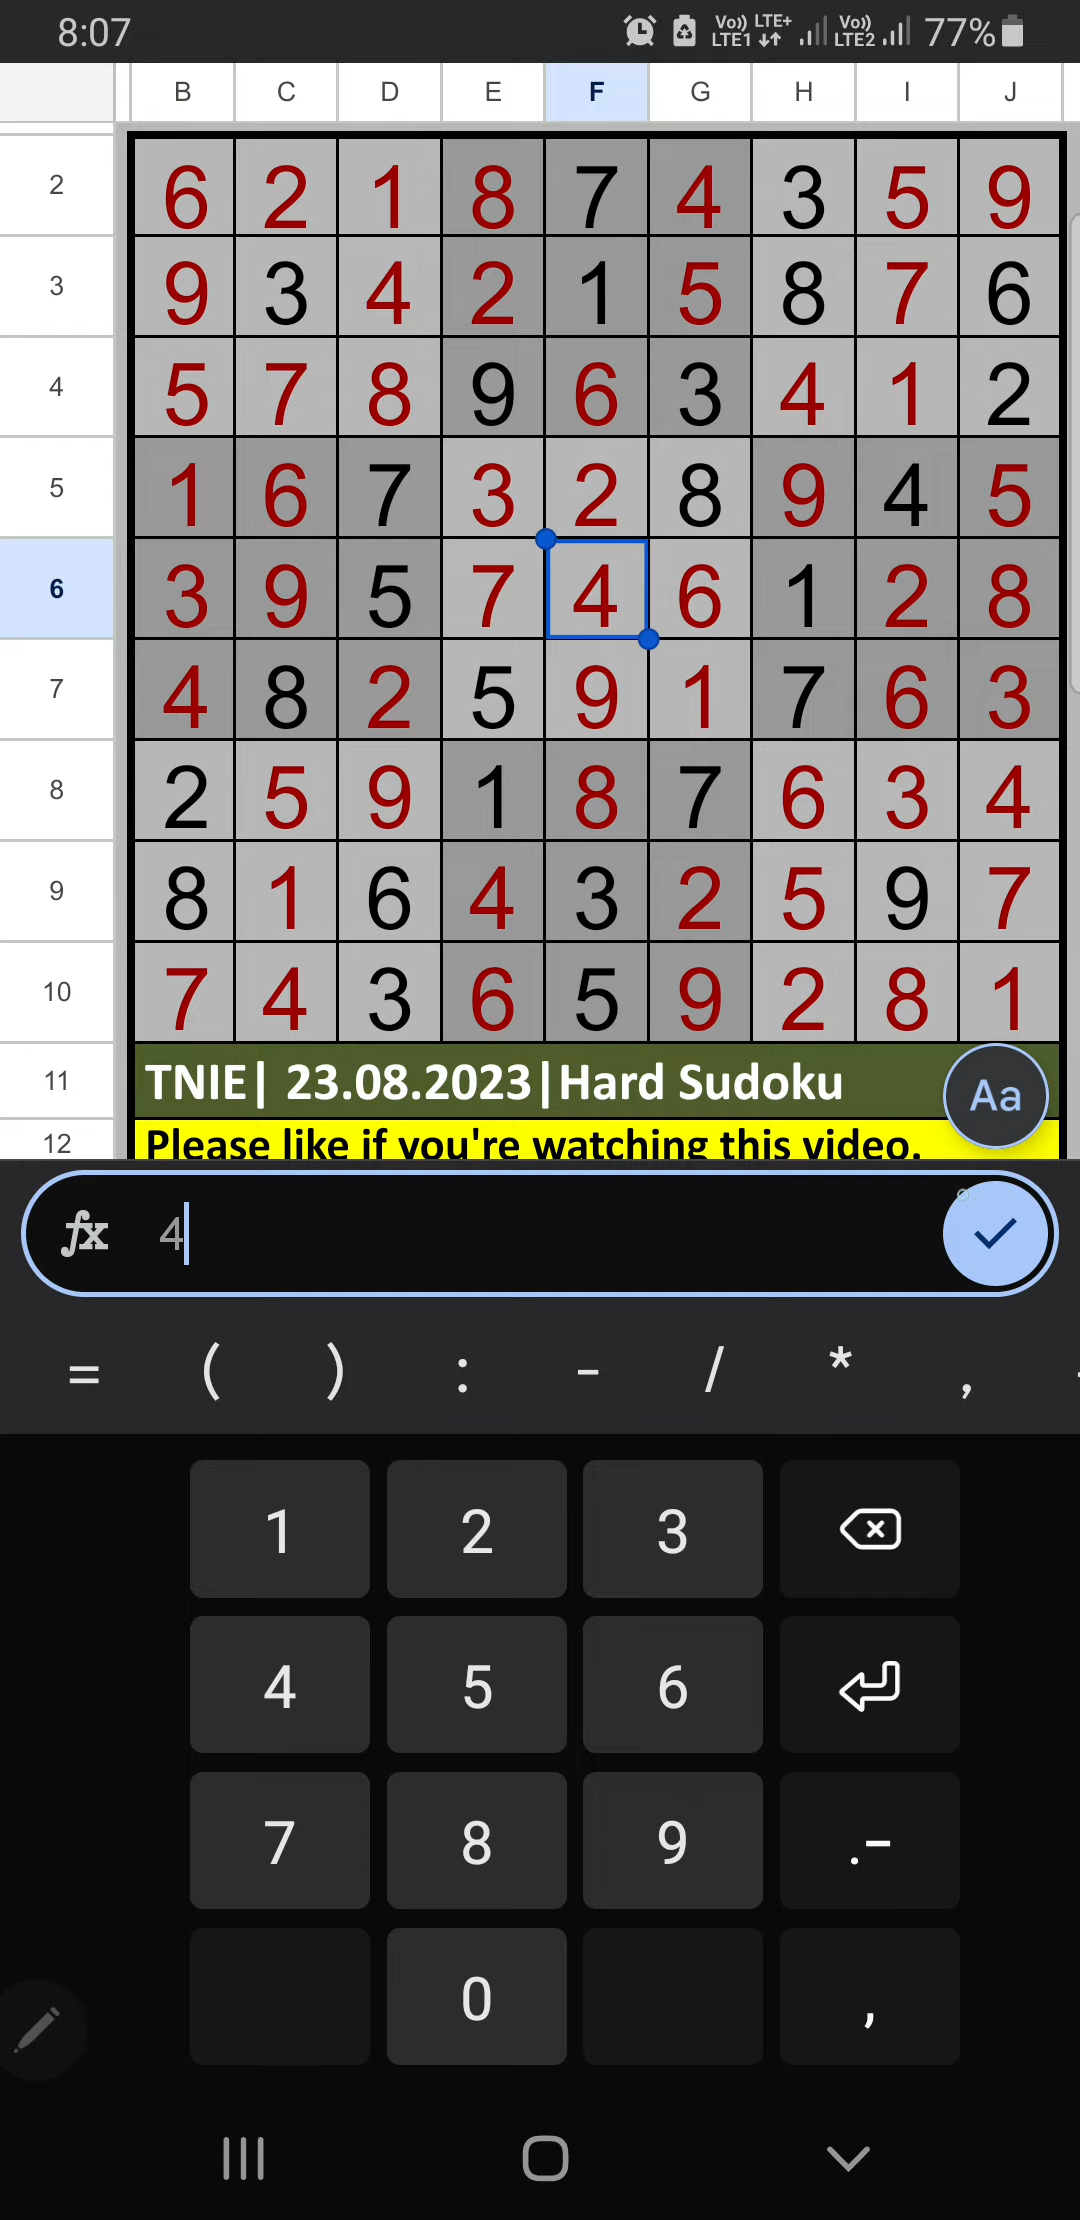 8:07 Vo)) LTE1 LTE+ Vo)) LTE2 77%
B C D E F G H I J
2 6 2 1 8 7 4 3 5 9
3 9 3 4 2 1 5 8 7 6
4 5 7 8 9 6 3 4 1 2
5 1 6 7 3 2 8 9 4 5
6 3 9 5 7 4 6 1 2 8
7 4 8 2 5 9 1 7 6 3
8 2 5 9 1 8 7 6 3 4
9 8 1 6 4 3 2 5 9 7
10 7 4 3 6 5 9 2 8 1
11 TNIE| 23.08.2023|Hard Sudoku
Aa
12 Please like if you're watching this video.
fx 4
= ( ) : - / * ,
1 2 3
4 5 6
7 8 9 .-
0 ,